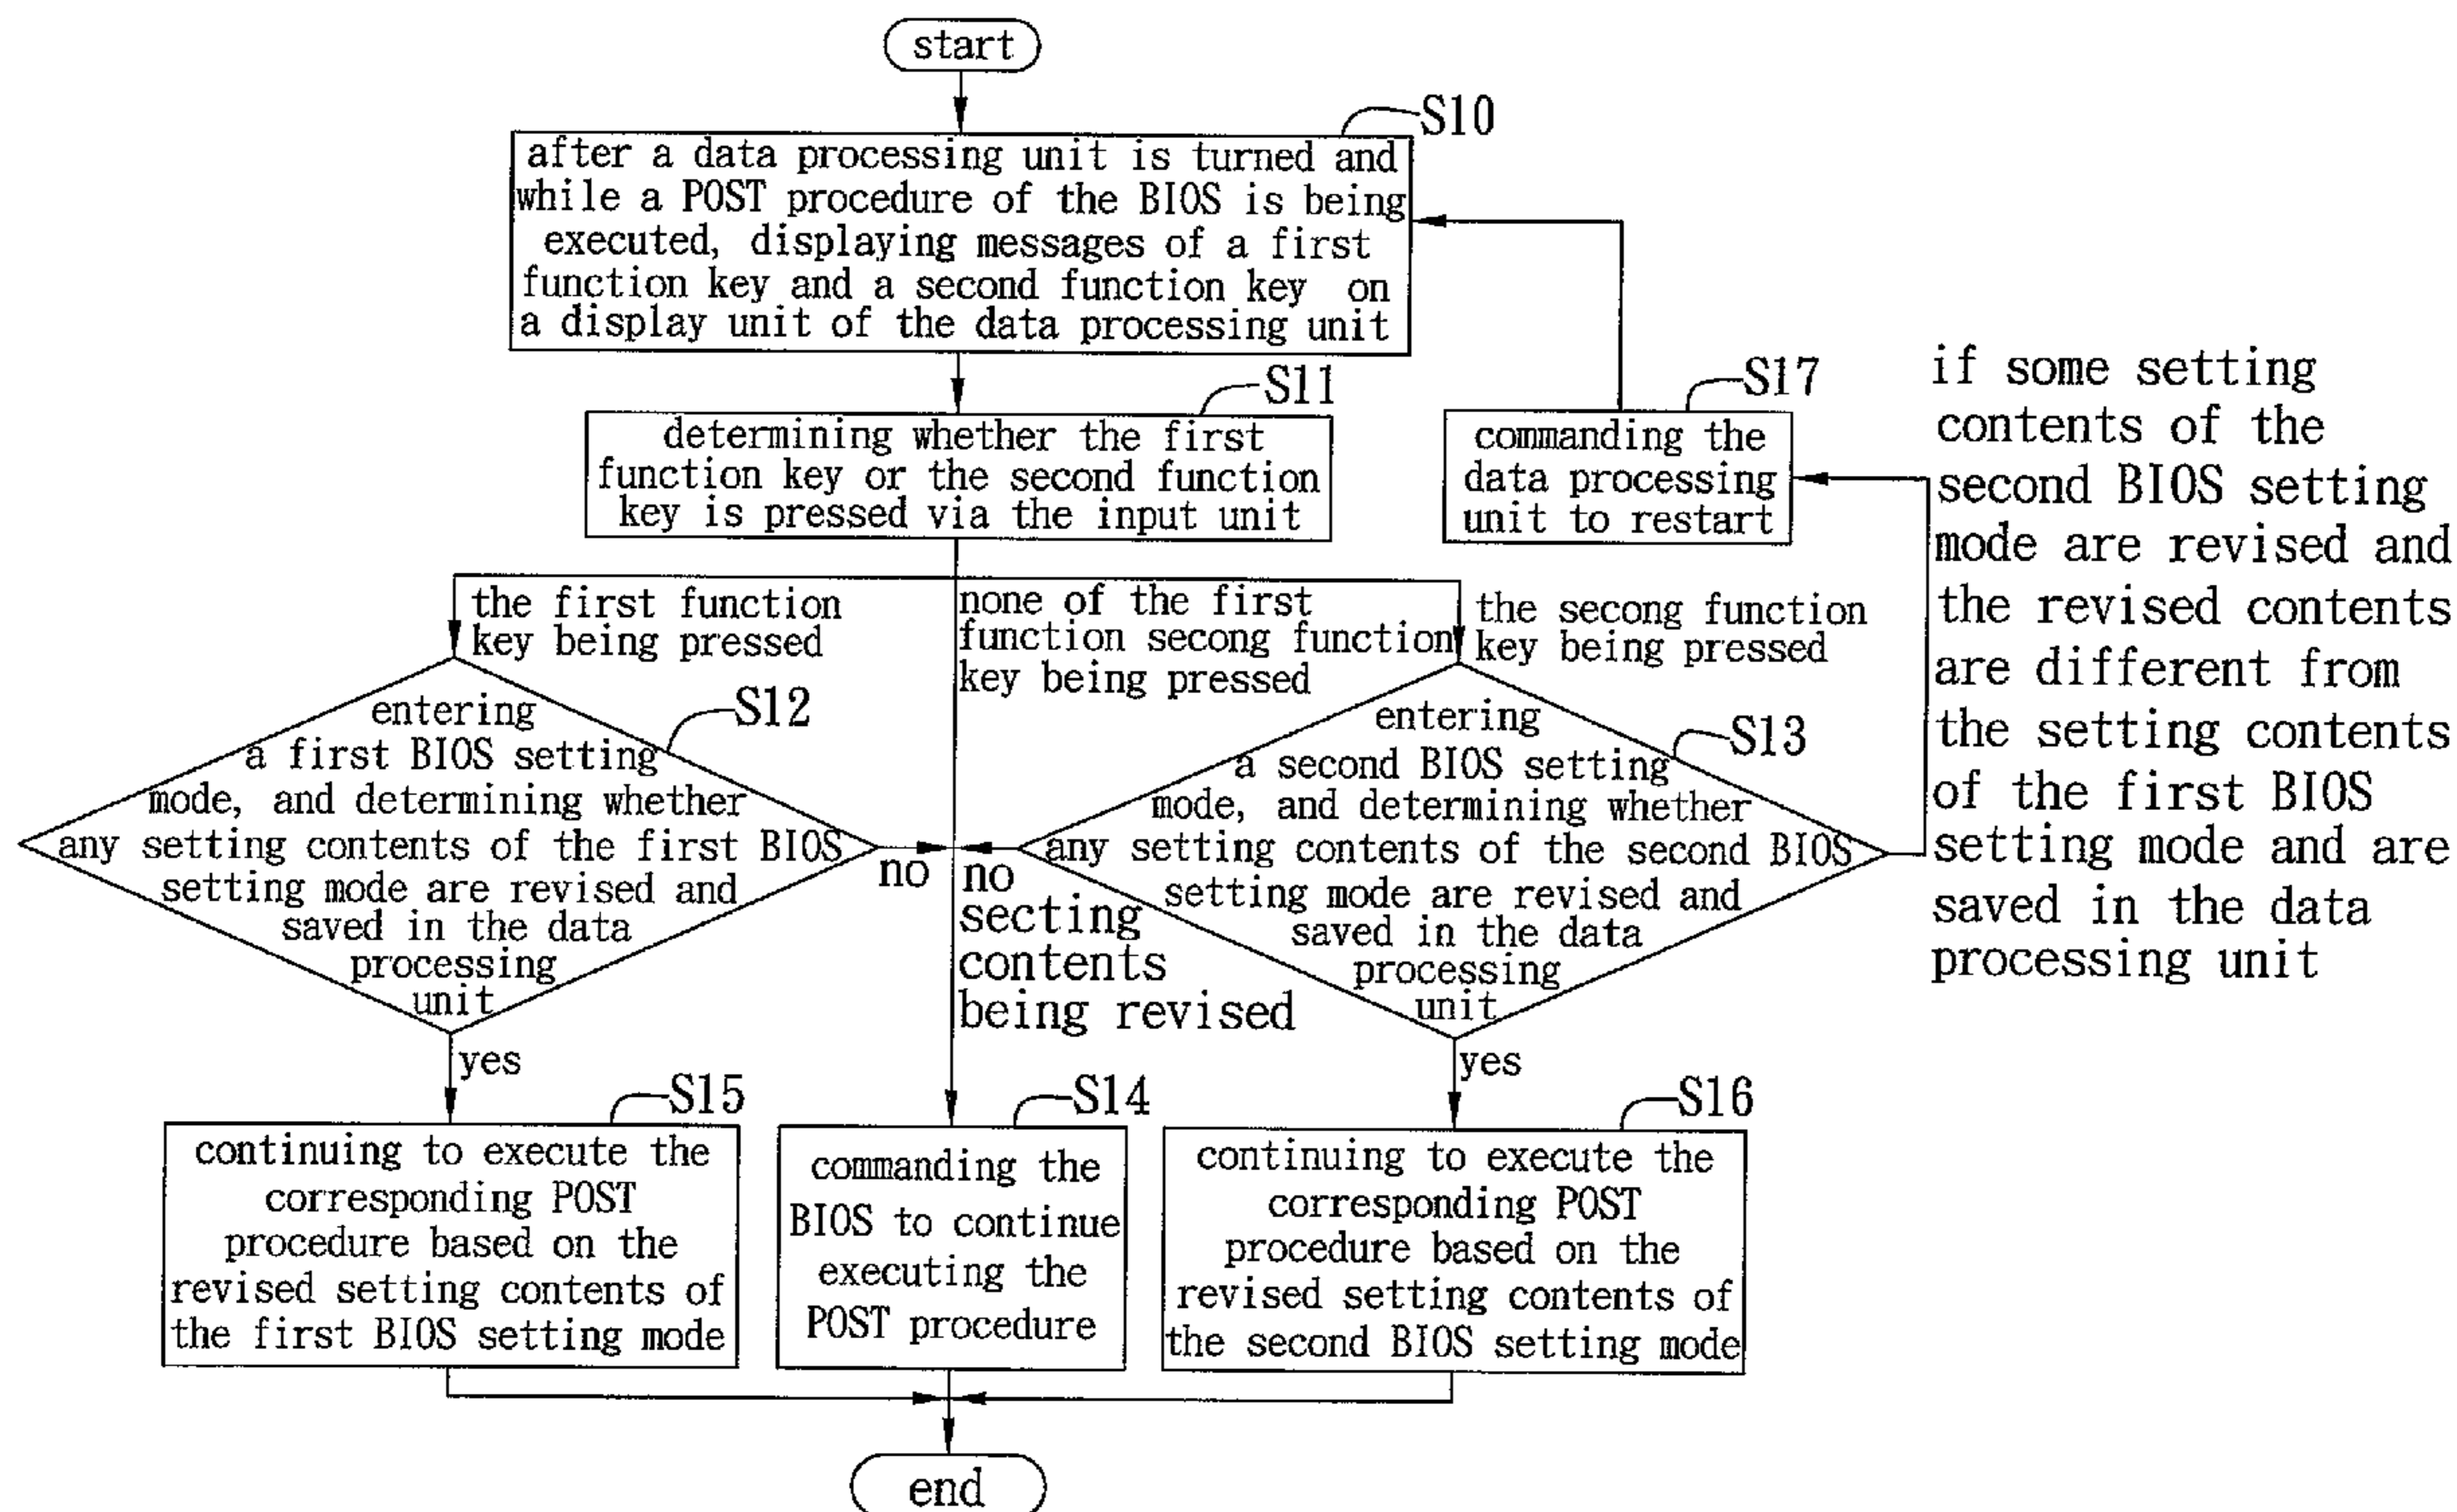 start
S10
after a data processing unit is turned and
while a POST procedure of the BIOS is being
executed, displaying messages of a first
function key and a second function key on
a display unit of the data processing unit
S11
determining whether the first
function key or the second function
key is pressed via the input unit
S17
commanding the
data processing
unit to restart
if some setting
contents of the
second BIOS setting
mode are revised and
the revised contents
are different from
the setting contents
of the first BIOS
setting mode and are
saved in the data
processing unit
the first function
key being pressed
none of the first
function secong function
key being pressed
the secong function
key being pressed
S12
entering
a first BIOS setting
mode, and determining whether
any setting contents of the first BIOS
setting mode are revised and
saved in the data
processing
unit
no
no
secting
contents
being revised
S13
entering
a second BIOS setting
mode, and determining whether
any setting contents of the second BIOS
setting mode are revised and
saved in the data
processing
unit
yes
yes
S15
continuing to execute the
corresponding POST
procedure based on the
revised setting contents of
the first BIOS setting mode
S14
commanding the
BIOS to continue
executing the
POST procedure
S16
continuing to execute the
corresponding POST
procedure based on the
revised setting contents of
the second BIOS setting mode
end